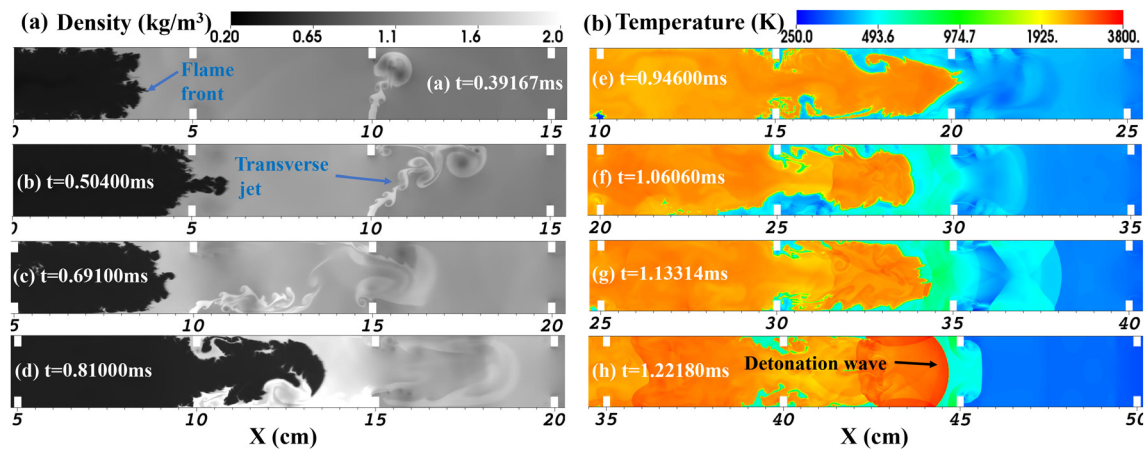 (a) Density (kg/m³)
0.20 0.65 1.1 1.6 2.0
Flame
front
(a) t=0.39167ms
0 5 10 15
(b) t=0.50400ms
Transverse
jet
5 10 15
(c) t=0.69100ms
5 10 15 20
(d) t=0.81000ms
10 15 20
X (cm)
(b) Temperature (K)
250.0 493.6 974.7 1925. 3800.
(e) t=0.94600ms
10 15 20 25
(f) t=1.06060ms
20 25 30 35
(g) t=1.13314ms
25 30 35 40
(h) t=1.22180ms
Detonation wave
35 40 45 50
X (cm)